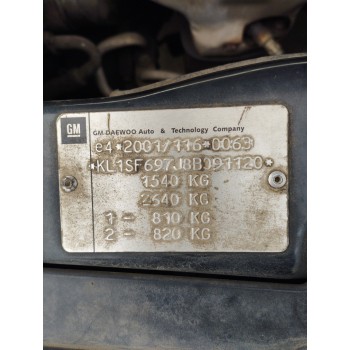 GM
GM DAEWOO Auto & Technology Company
e4*2001/116*0063
*KL1SF697J8B091120*
1540 KG
2640 KG
1 - 810 KG
2 - 820 KG